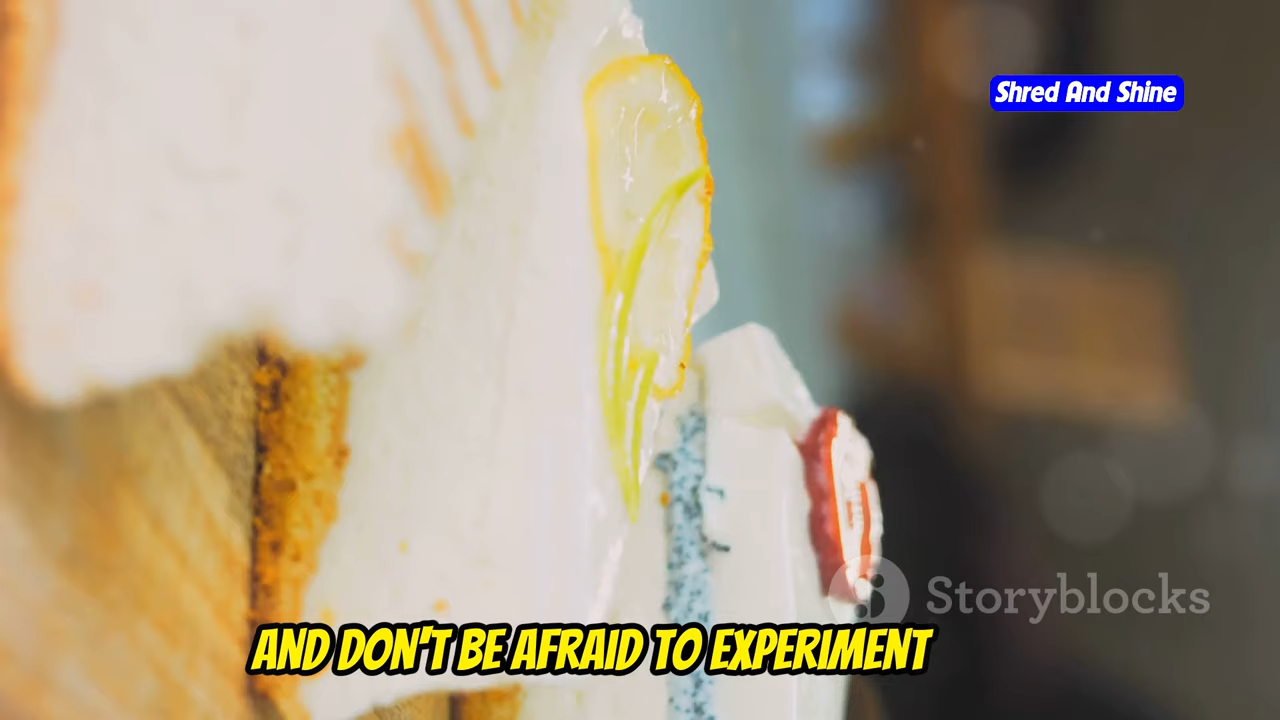 Shred And Shine
Storyblocks
AND DON'T BE AFRAID TO EXPERIMENT